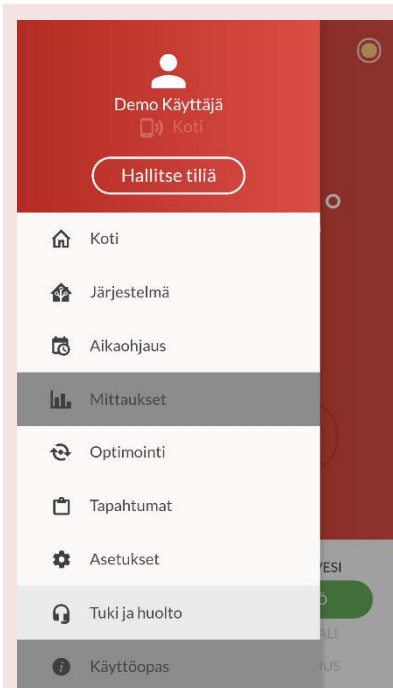 Demo Käyttäjä
Koti
Hallitse tiliä
Koti
Järjestelmä
Aikaohjaus
Mittaukset
Optimointi
Tapahtumat
Asetukset
Tuki ja huolto
Käyttöopas